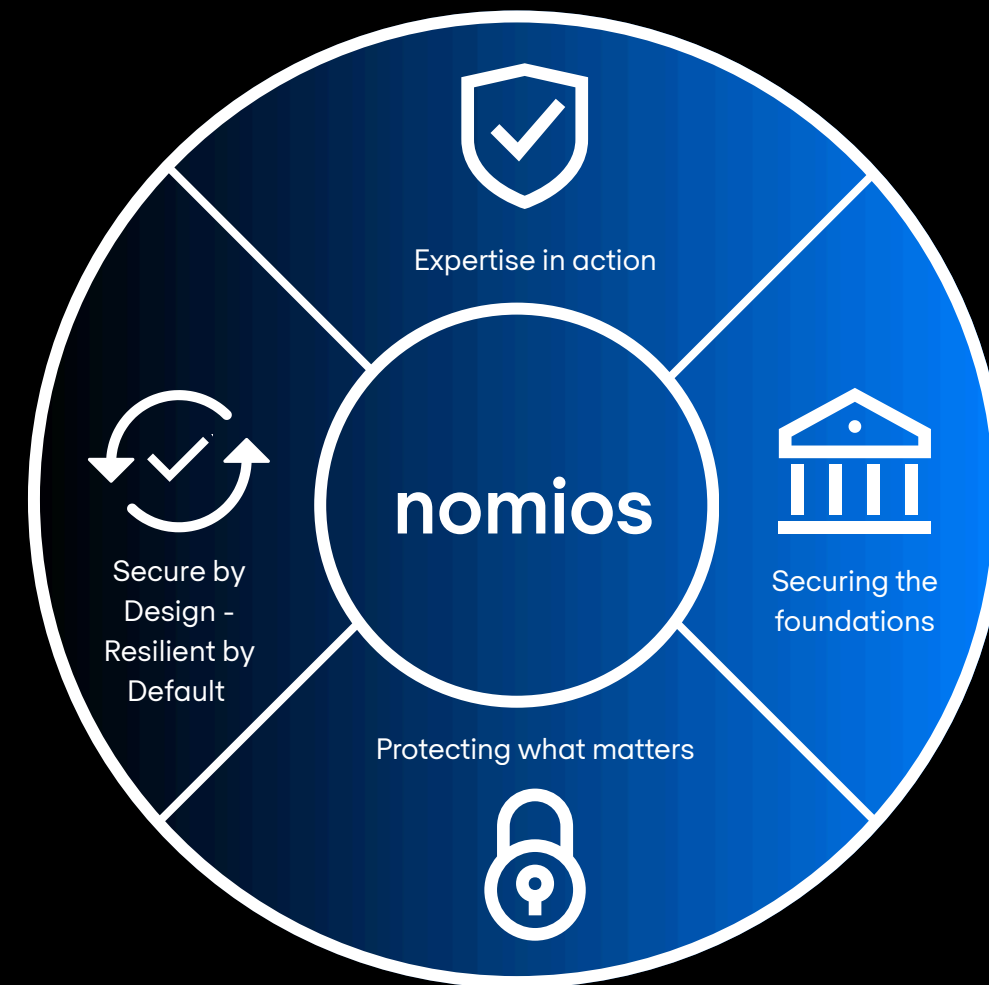 Expertise in action
nomios
Secure by
Design -
Resilient by
Default
Securing the
foundations
Protecting what matters